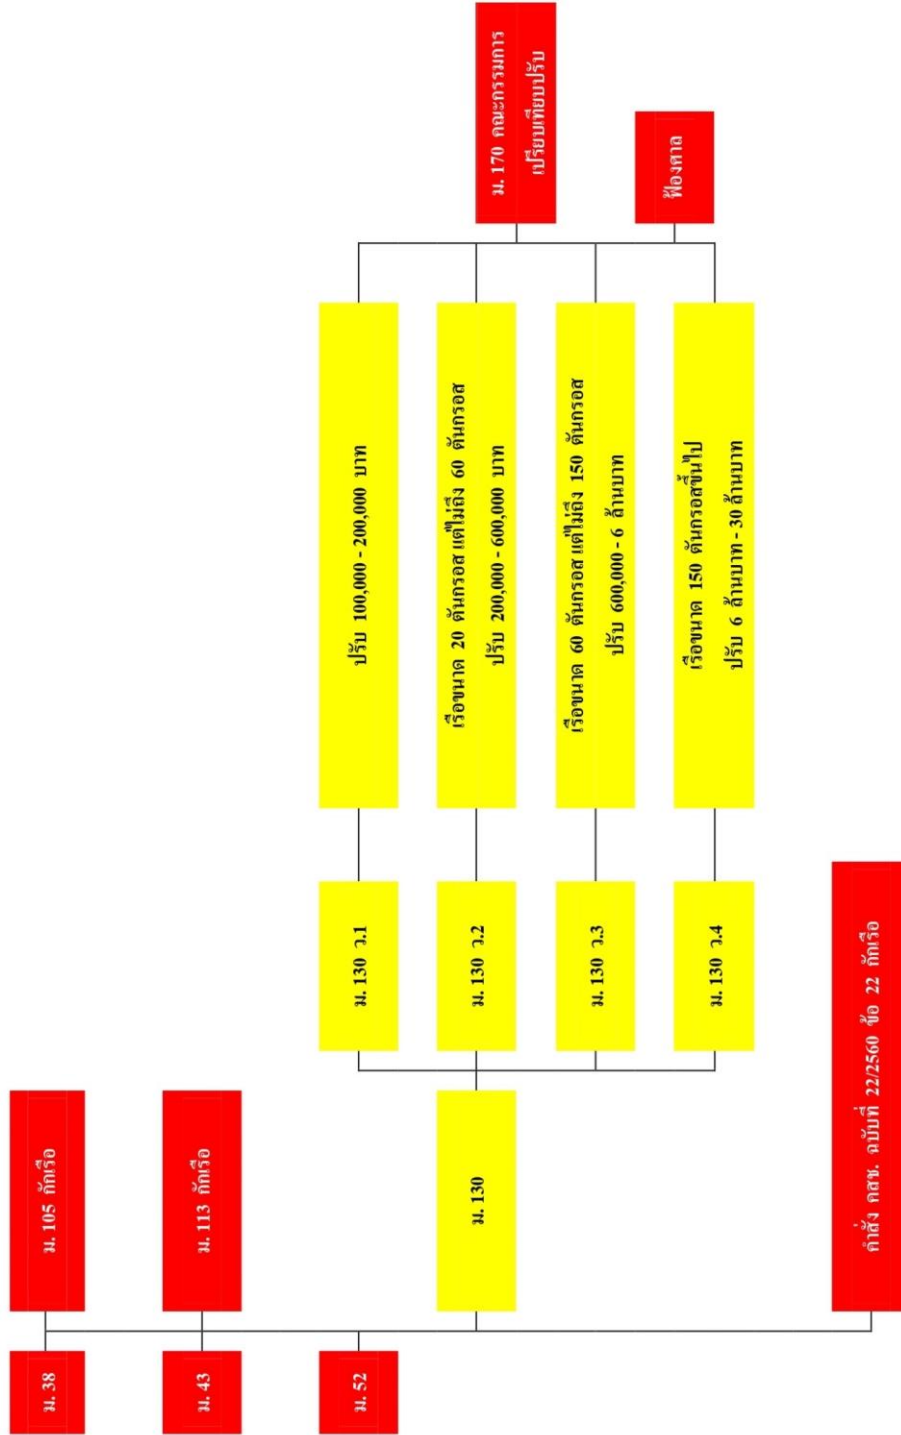 ม. 38
ม. 43
ม. 52
ม. 105 กักเรือ
ม. 113 กักเรือ
ม. 130
คำสั่ง คสช. ฉบับที่ 22/2560 ข้อ 22 กักเรือ
ม. 130 ว.1
ม. 130 ว.2
ม. 130 ว.3
ม. 130 ว.4
ปรับ 100,000 - 200,000 บาท
เรือขนาด 20 ตันกรอส แต่ไม่ถึง 60 ตันกรอส
ปรับ 200,000 - 600,000 บาท
เรือขนาด 60 ตันกรอส แต่ไม่ถึง 150 ตันกรอส
ปรับ 600,000 - 6 ล้านบาท
เรือขนาด 150 ตันกรอสขึ้นไป
ปรับ 6 ล้านบาท - 30 ล้านบาท
ม. 170 คณะกรรมการ
เปรียบเทียบปรับ
ฟ้องศาล